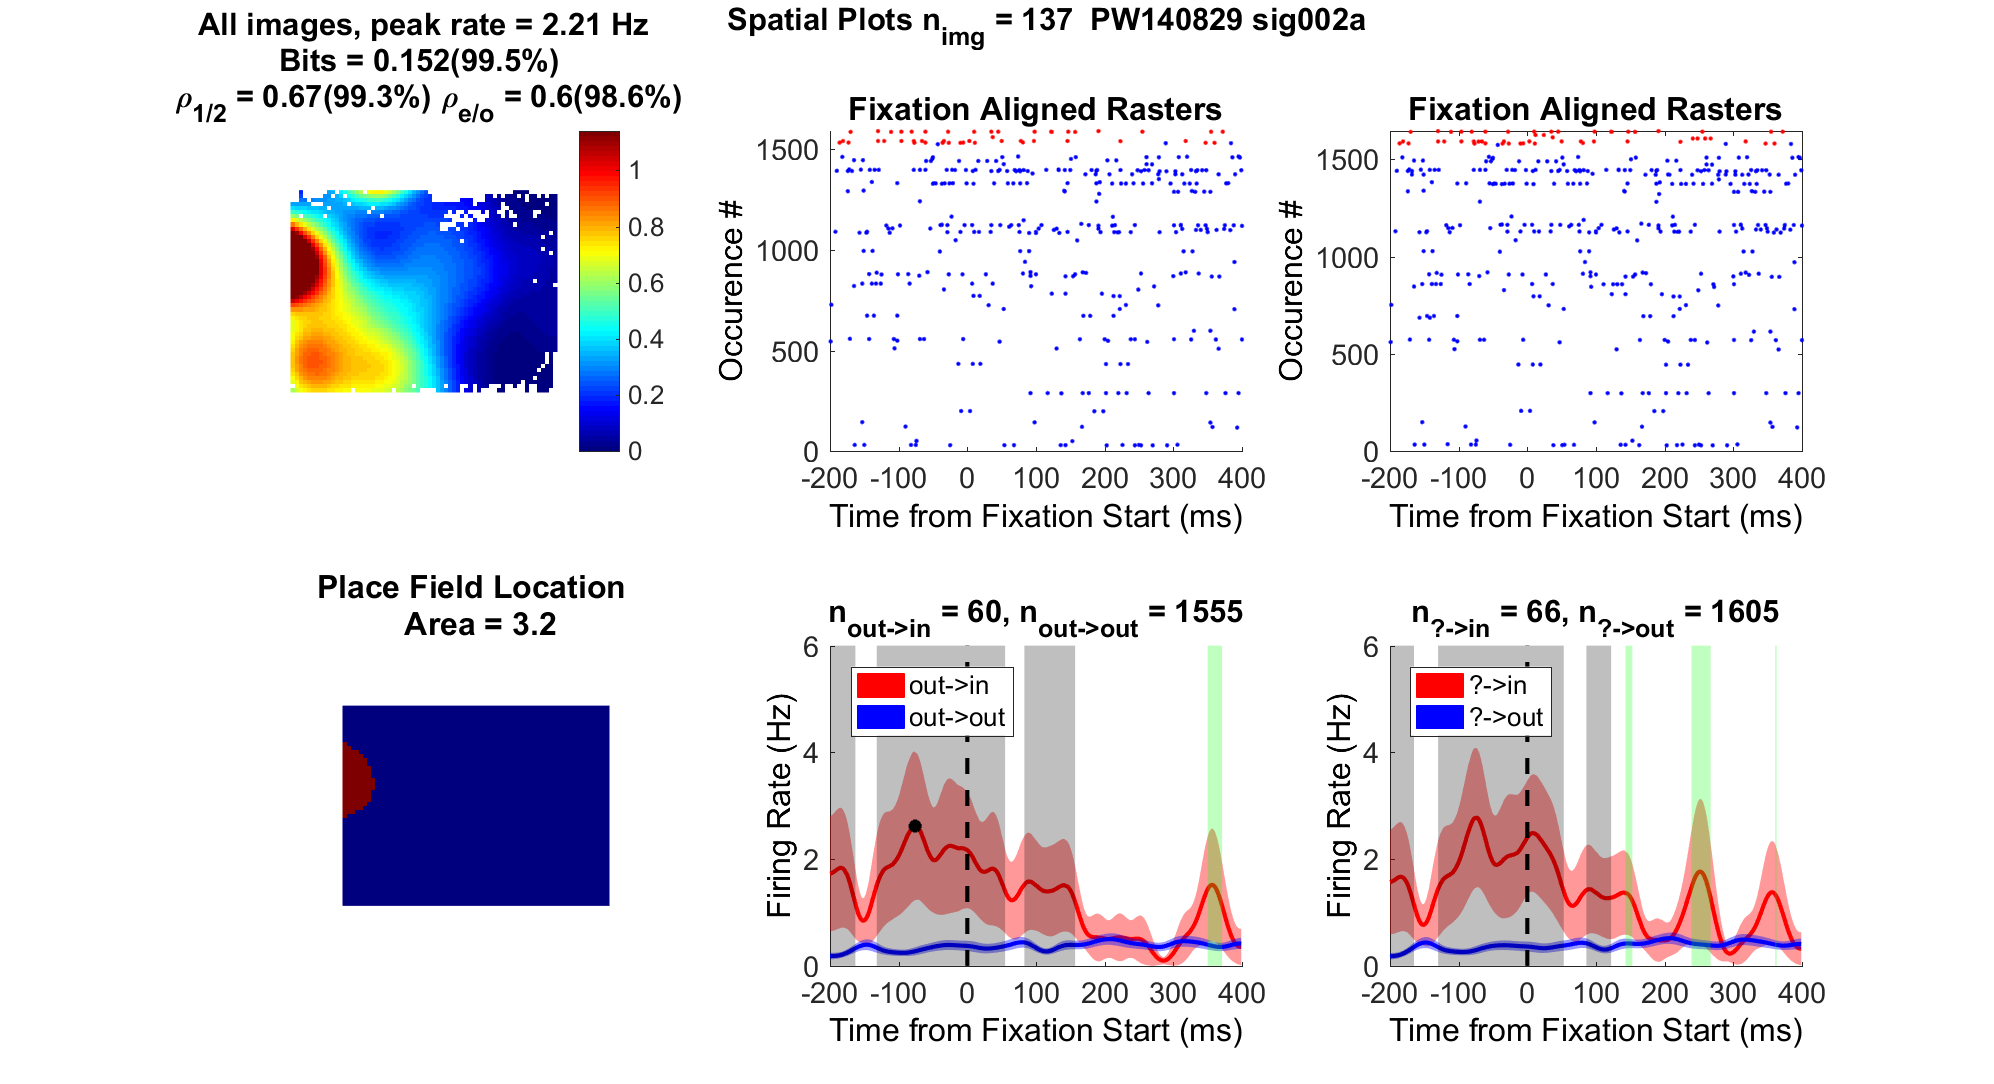 Spatial Plots n_img = 137 PW140829 sig002a
All images, peak rate = 2.21 Hz
Bits = 0.152(99.5%)
ρ_1/2 = 0.67(99.3%) ρ_e/o = 0.6(98.6%)
1
0.8
0.6
0.4
0.2
0
Fixation Aligned Rasters
Occurence #
1500
1000
500
0
-200 -100 0 100 200 300 400
Time from Fixation Start (ms)
Fixation Aligned Rasters
Occurence #
1500
1000
500
0
-200 -100 0 100 200 300 400
Time from Fixation Start (ms)
Place Field Location
Area = 3.2
n_out->in = 60, n_out->out = 1555
Firing Rate (Hz)
6
4
2
0
out->in
out->out
-200 -100 0 100 200 300 400
Time from Fixation Start (ms)
n_?->in = 66, n_?->out = 1605
Firing Rate (Hz)
6
4
2
0
?->in
?->out
-200 -100 0 100 200 300 400
Time from Fixation Start (ms)